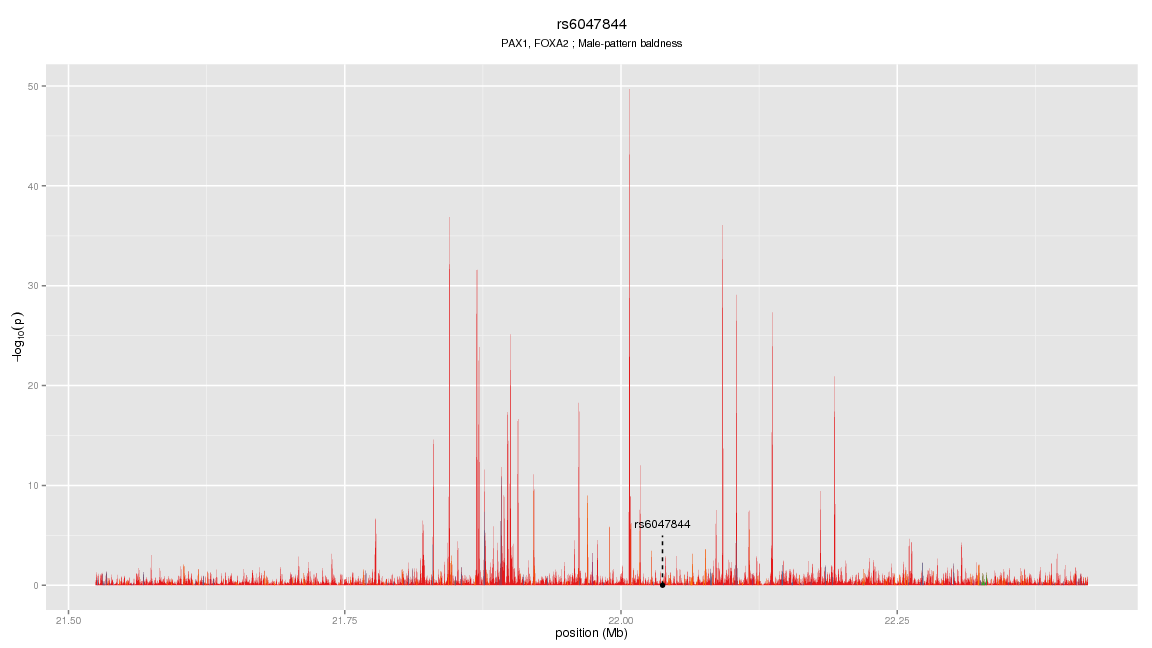 rs6047844
PAX1, FOXA2 ; Male-pattern baldness
50
40
30
20
10
0
−log10(p)
rs6047844
21.50 21.75 22.00 22.25
position (Mb)